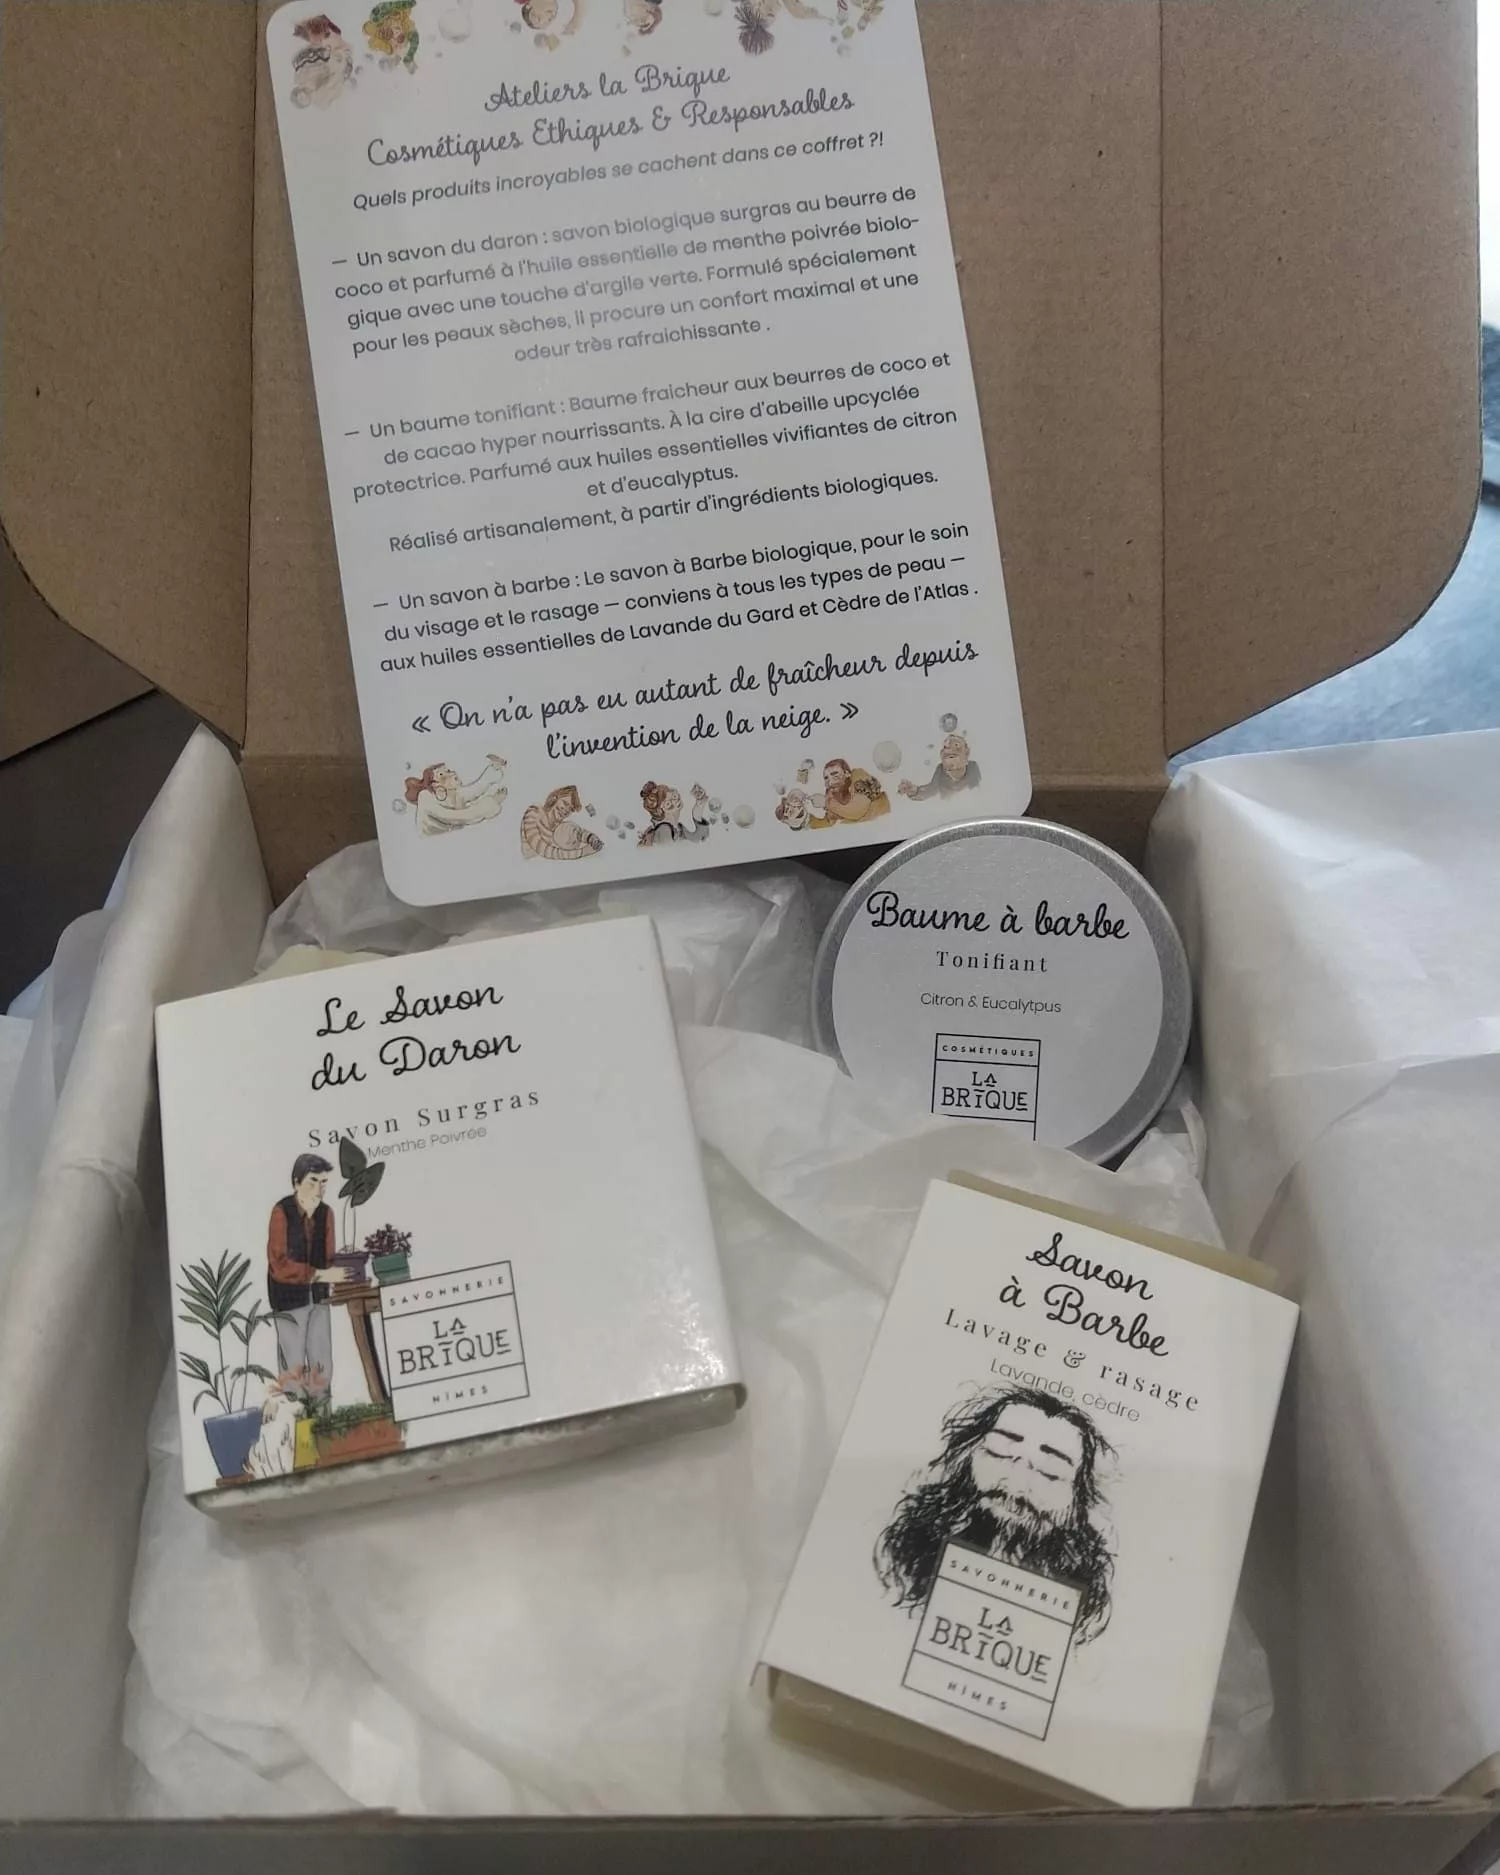 Ateliers la Brique
Cosmétiques Ethiques & Responsables
Quels produits incroyables se cachent dans ce coffret ?!
— Un savon du daron : savon biologique surgras au beurre de
coco et parfumé à l'huile essentielle de menthe poivrée biolo-
gique avec une touche d'argile verte. Formulé spécialement
pour les peaux sèches, il procure un confort maximal et une
odeur très rafraichissante .
— Un baume tonifiant : Baume fraicheur aux beurres de coco et
de cacao hyper nourrissants. À la cire d'abeille upcyclée
protectrice. Parfumé aux huiles essentielles vivifiantes de citron
et d'eucalyptus.
Réalisé artisanalement, à partir d'ingrédients biologiques.
— Un savon à barbe : Le savon à Barbe biologique, pour le soin
du visage et le rasage — conviens à tous les types de peau —
aux huiles essentielles de Lavande du Gard et Cèdre de l'Atlas .
« On n'a pas eu autant de fraîcheur depuis
l'invention de la neige. »
Baume à barbe
Tonifiant
Citron & Eucalytpus
COSMÉTIQUES
LA
BRIQUE
Le Savon
du Daron
Savon Surgras
Menthe Poivrée
SAVONNERIE
LA
BRIQUE
NÎMES
Savon
à Barbe
Lavage & rasage
Lavande, cèdre
SAVONNERIE
LA
BRIQUE
NÎMES